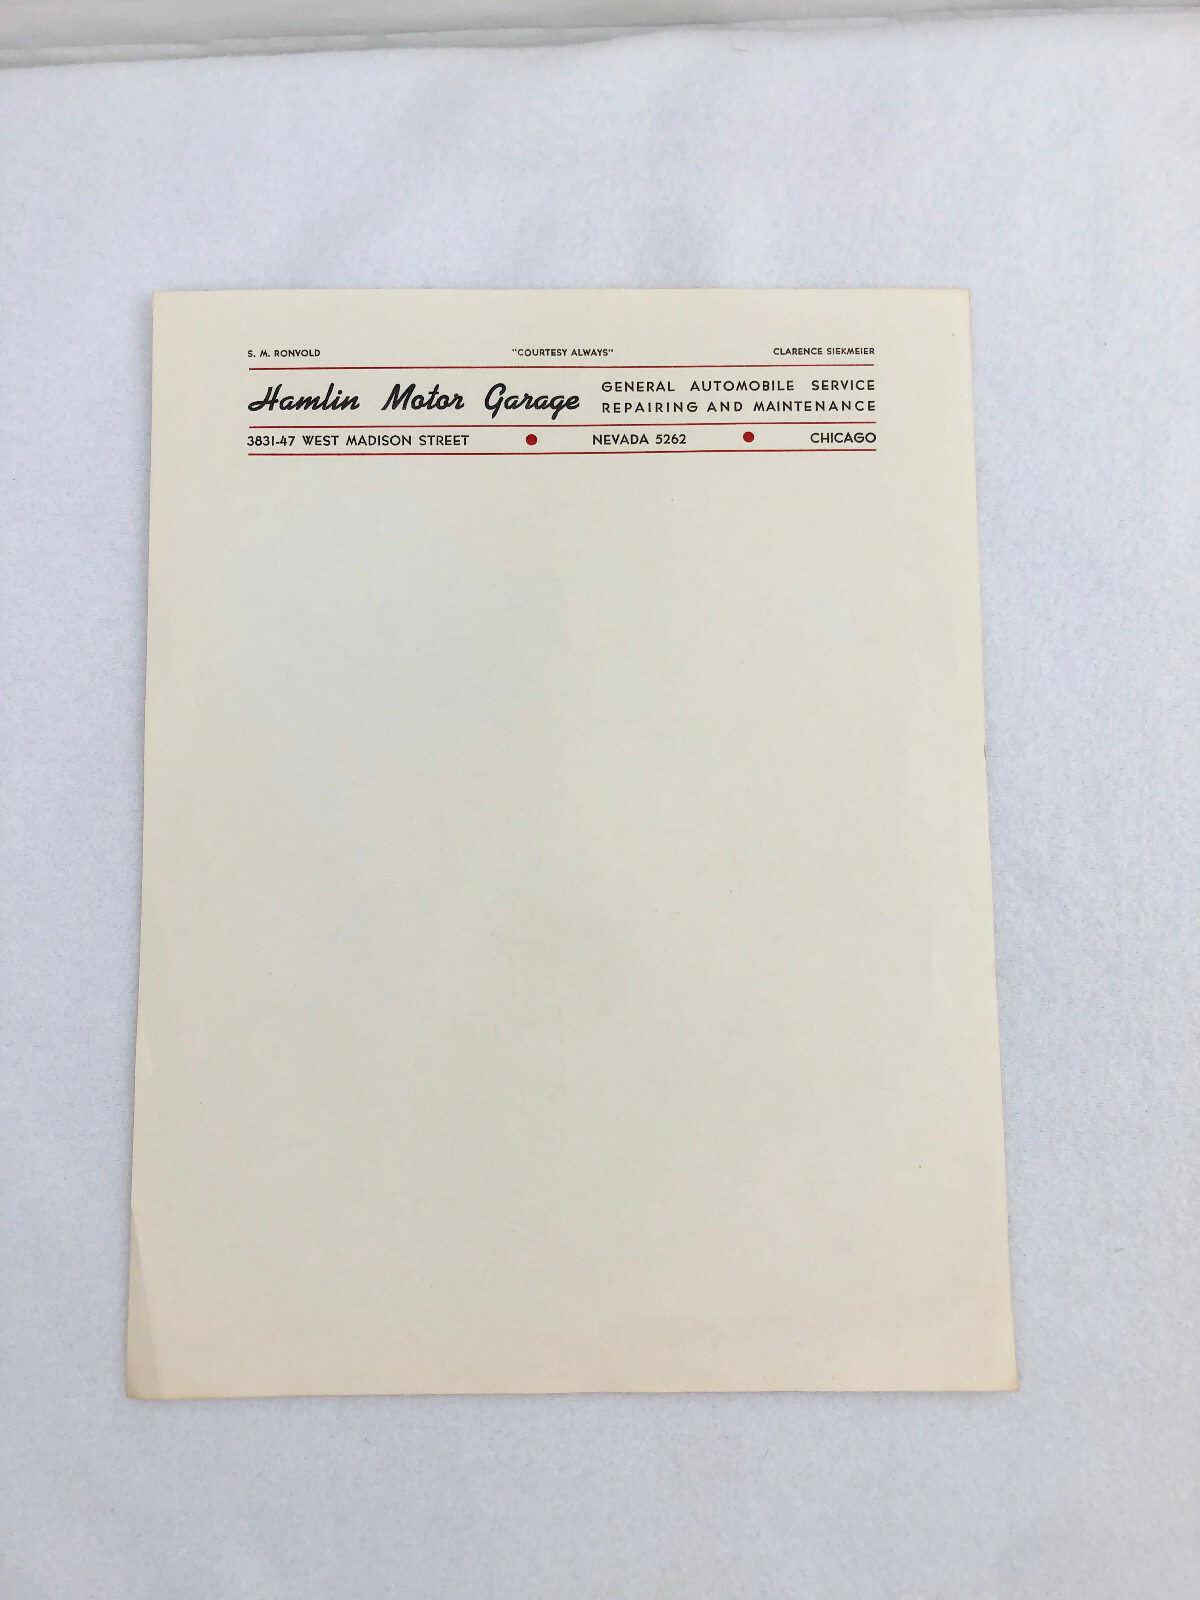 S. M. RONVOLD "COURTESY ALWAYS" CLARENCE SIEKMEIER
Hamlin Motor Garage GENERAL AUTOMOBILE SERVICE
REPAIRING AND MAINTENANCE
3831-47 WEST MADISON STREET • NEVADA 5262 • CHICAGO